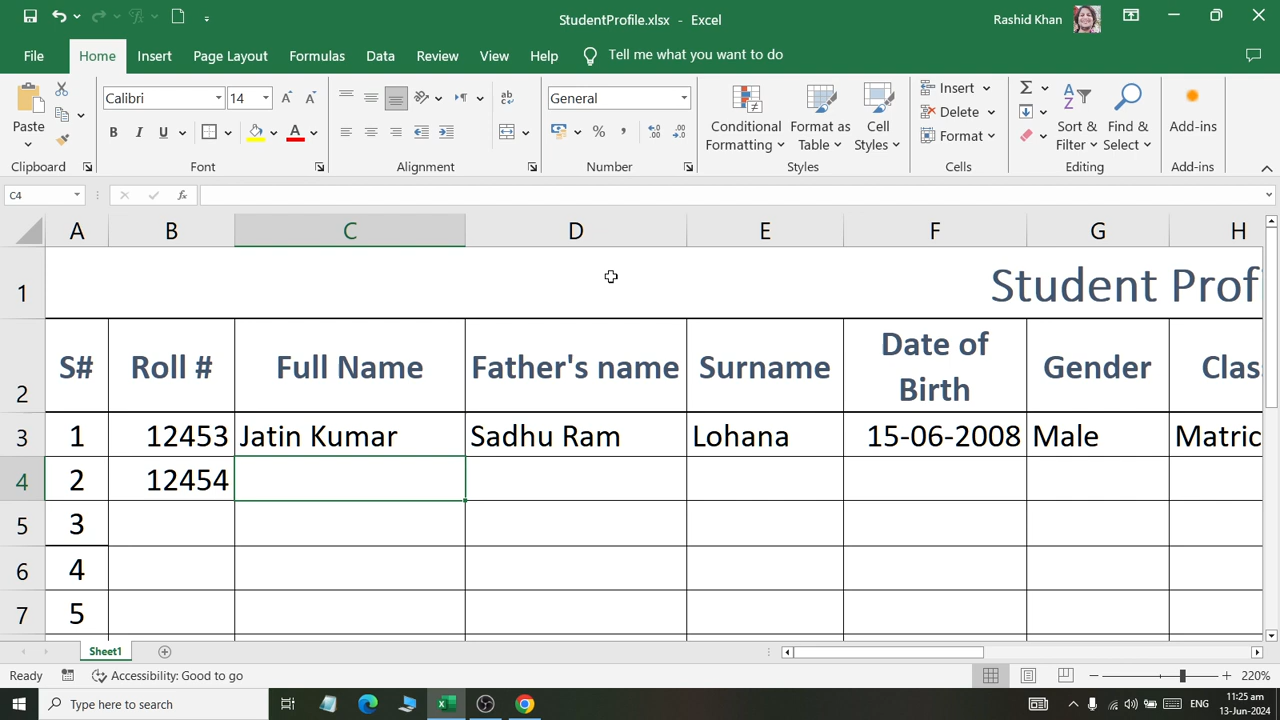 StudentProfile.xlsx - Excel
Rashid Khan
File Home Insert Page Layout Formulas Data Review View Help Tell me what you want to do
Calibri 14
General
Paste
B I U
A
Conditional Formatting
Format as Table
Cell Styles
Insert
Delete
Format
Sort & Filter
Find & Select
Add-ins
Clipboard Font Alignment Number Styles Cells Editing Add-ins
C4 fx
A B C D E F G H
1 Student Prof
2 S# Roll # Full Name Father's name Surname Date of Birth Gender Clas
3 1 12453 Jatin Kumar Sadhu Ram Lohana 15-06-2008 Male Matric
4 2 12454
5 3
6 4
7 5
Sheet1
Ready Accessibility: Good to go 220%
Type here to search ENG 11:25 am
13-Jun-2024